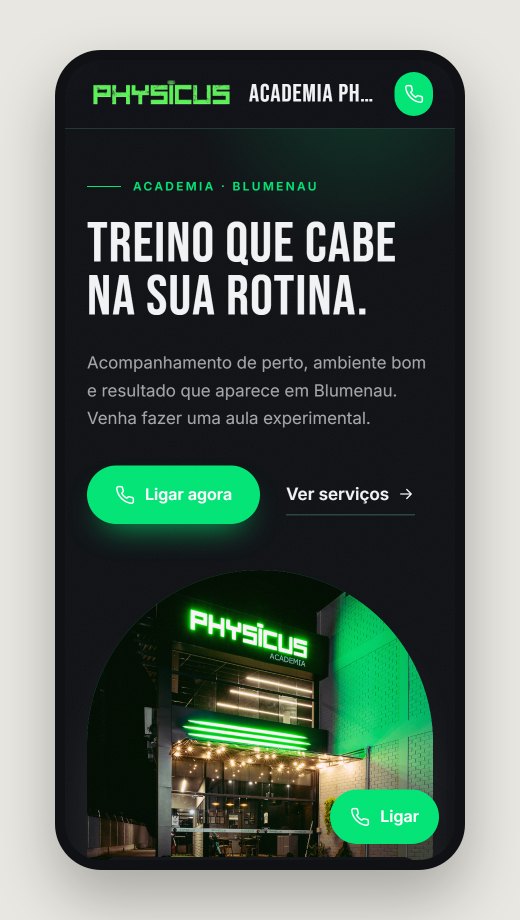 PHYSICUS ACADEMIA PH...
ACADEMIA · BLUMENAU
TREINO QUE CABE
NA SUA ROTINA.
Acompanhamento de perto, ambiente bom
e resultado que aparece em Blumenau.
Venha fazer uma aula experimental.
Ligar agora Ver serviços →
PHYSICUS
ACADEMIA
Ligar